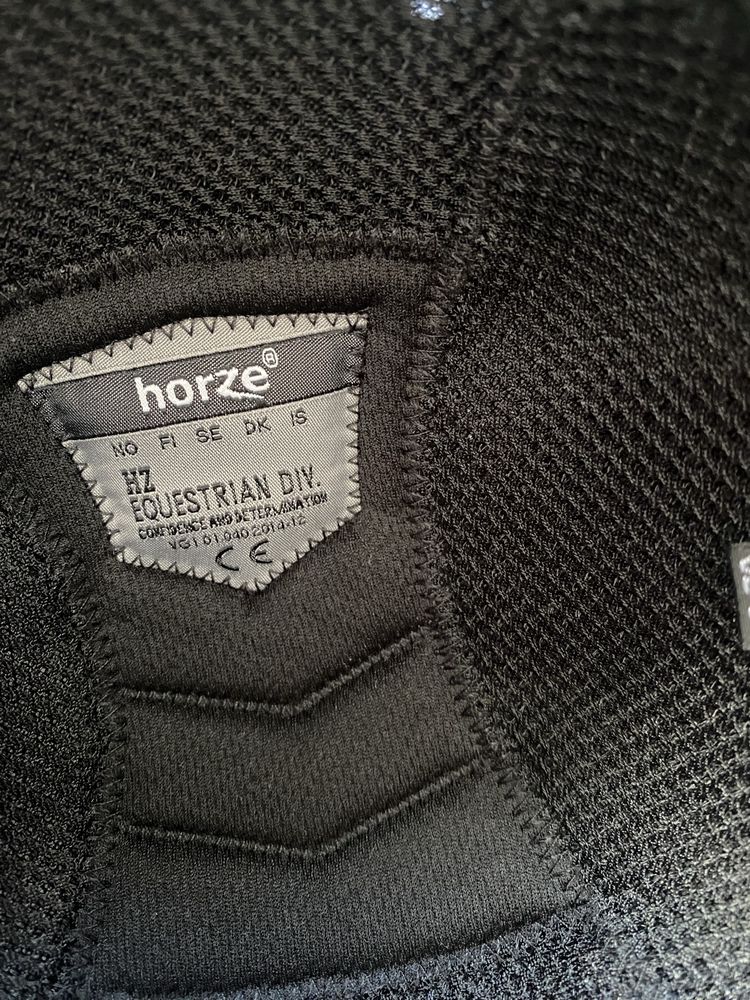 horze®
NO FI SE DK IS
HZ
EQUESTRIAN DIV.
CONFIDENCE AND DETERMINATION
VG1 01.040 2014-12
CE